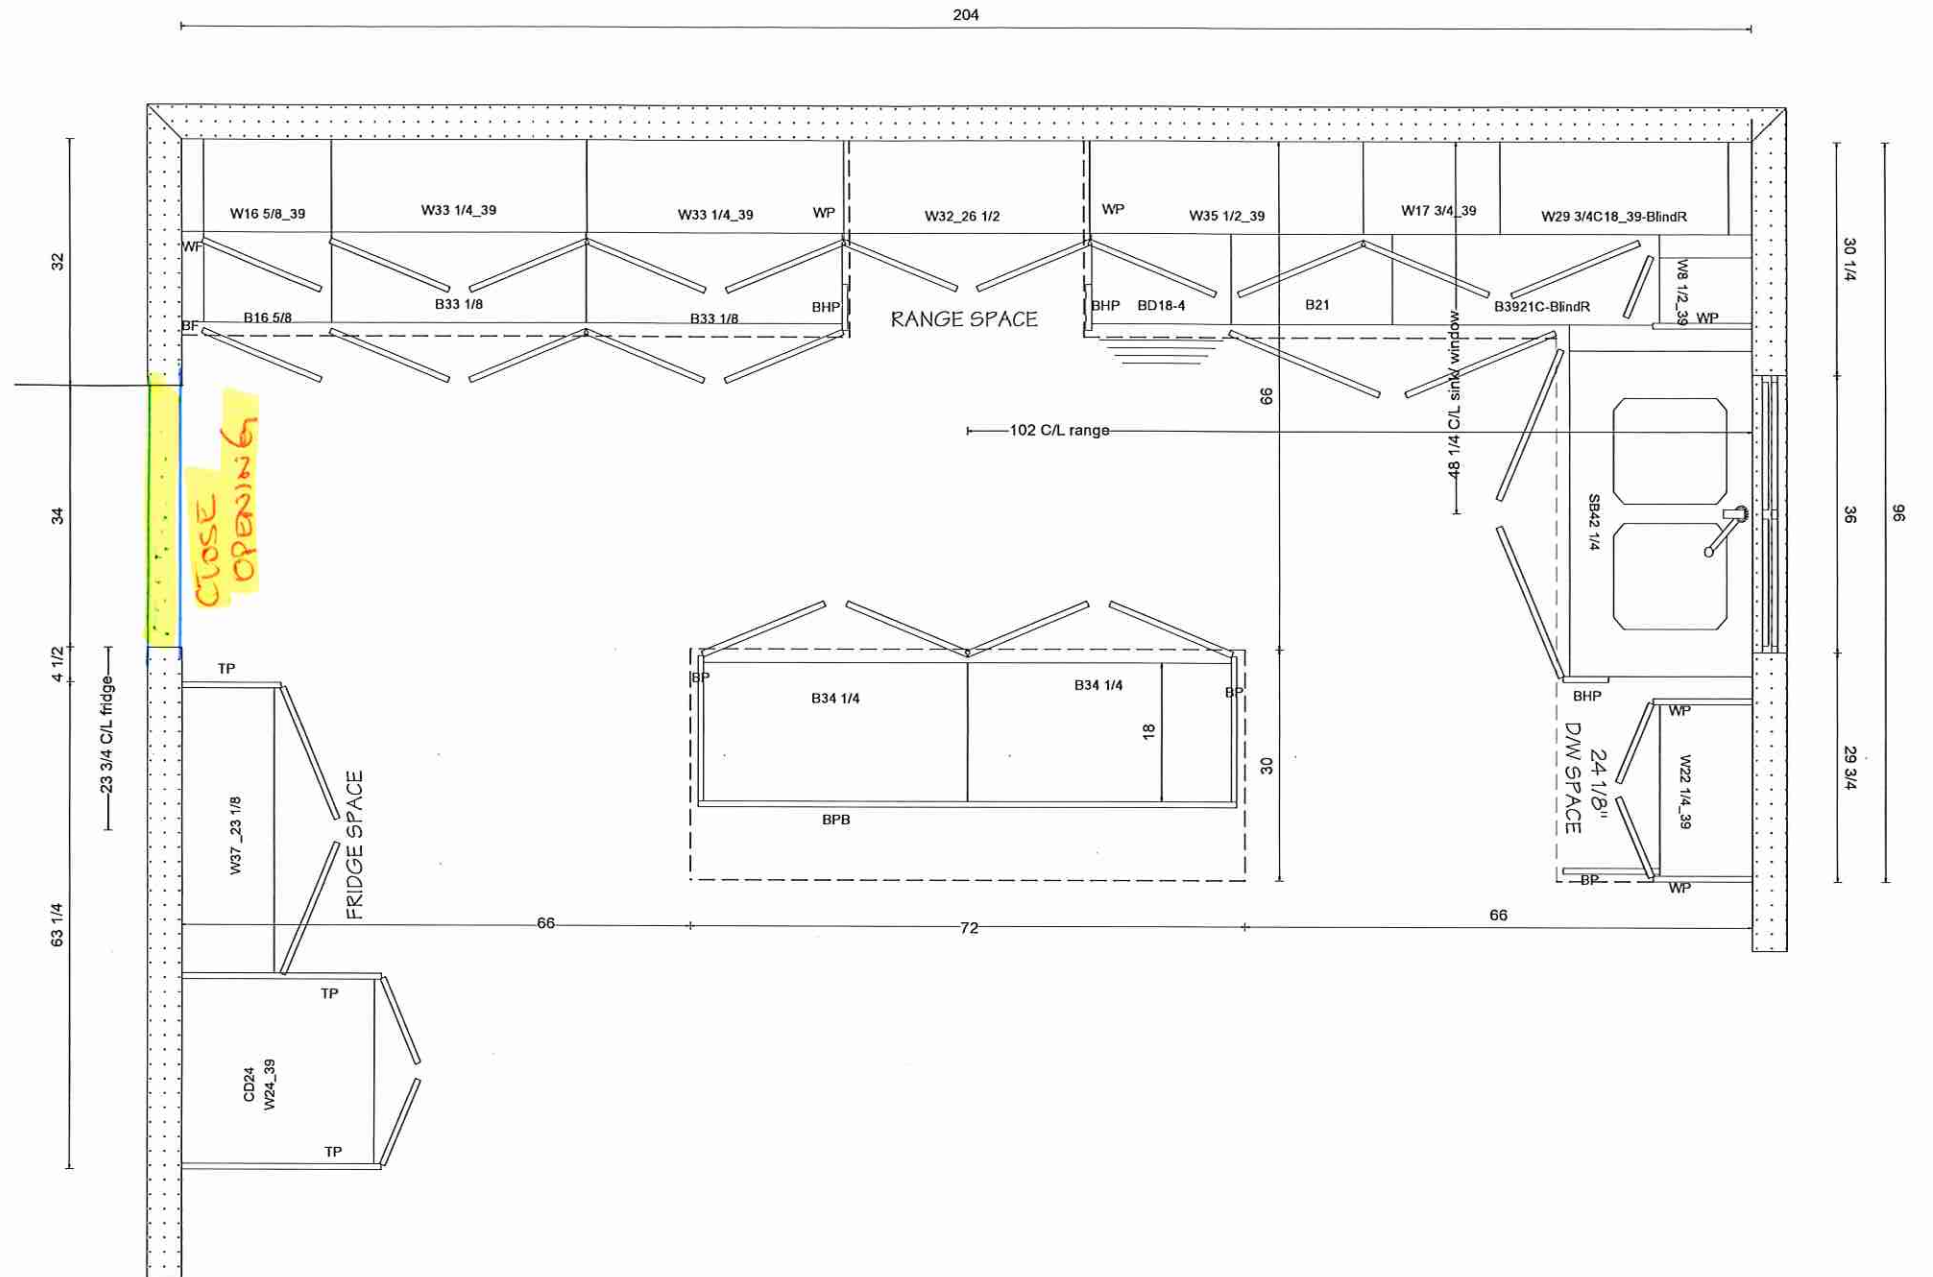 204
W16 5/8_39
W33 1/4_39
W33 1/4_39
WP
W32_26 1/2
WP
W35 1/2_39
W17 3/4_39
W29 3/4C18_39-BlindR
WF
32
30 1/4
W8 1/2_39
WP
B16 5/8
B33 1/8
B33 1/8
BHP
RANGE SPACE
BHP
BD18-4
B21
B3921C-BlindR
BF
66
102 C/L range
48 1/4 C/L sink/ window
CLOSE
OPENING
34
SB42 1/4
36
96
4 1/2
23 3/4 C/L fridge
TP
BP
B34 1/4
B34 1/4
BP
18
BHP
WP
W37_23 1/8
FRIDGE SPACE
30
24 1/8"
D/W SPACE
W22 1/4_39
29 3/4
BPB
BP
WP
63 1/4
66
72
66
TP
CD24
W24_39
TP